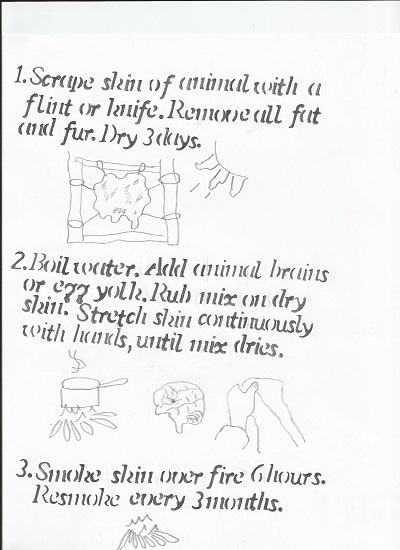 1. Scrape skin of animal with a
flint or knife. Remove all fat
and fur. Dry 3 days.
2. Boil water. Add animal brains
or egg yolk. Rub mix on dry
skin. Stretch skin continuously
with hands, until mix dries.
3. Smoke skin over fire 6 hours.
Resmoke every 3 months.